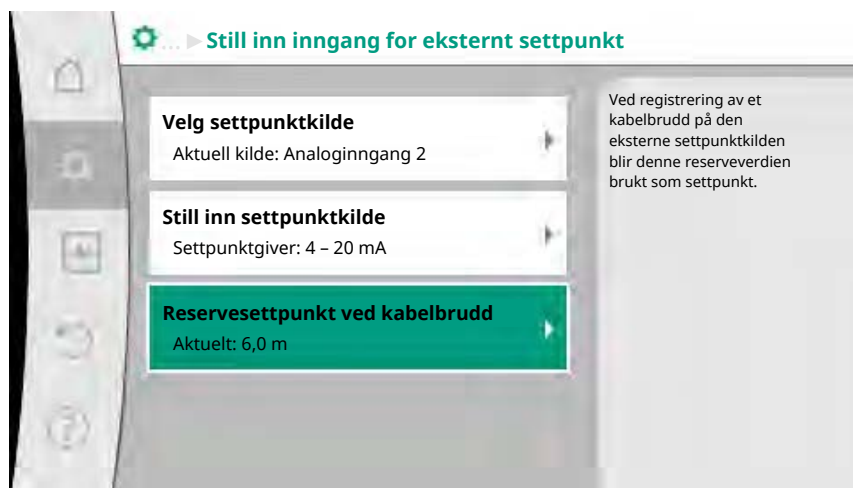 ... ▶ Still inn inngang for eksternt settpunkt
Velg settpunktkilde
Aktuell kilde: Analoginngang 2
Still inn settpunktkilde
Settpunktgiver: 4 – 20 mA
Reservesettpunkt ved kabelbrudd
Aktuelt: 6,0 m
Ved registrering av et
kabelbrudd på den
eksterne settpunktkilden
blir denne reserveverdien
brukt som settpunkt.